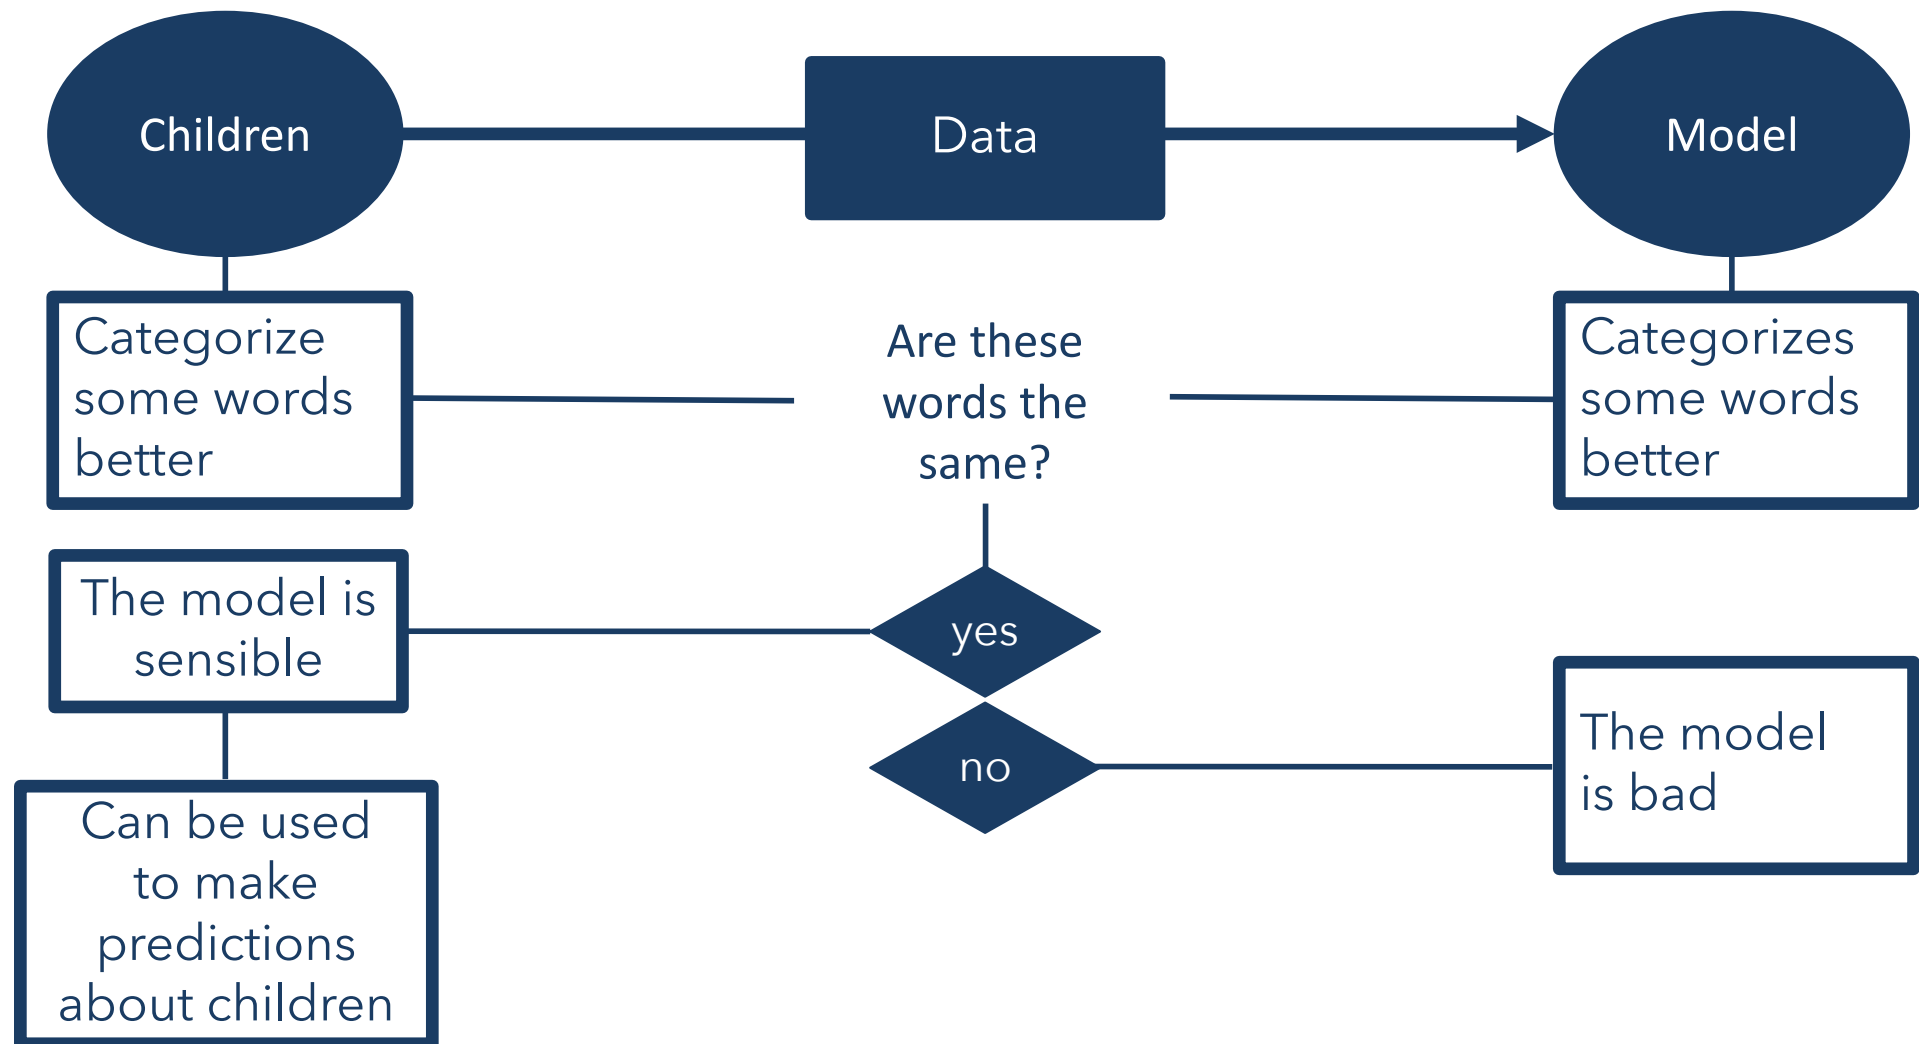 Children
Data
Model
Categorize
some words
better
Are these
words the
same?
Categorizes
some words
better
The model is
sensible
yes
no
The model
is bad
Can be used
to make
predictions
about children